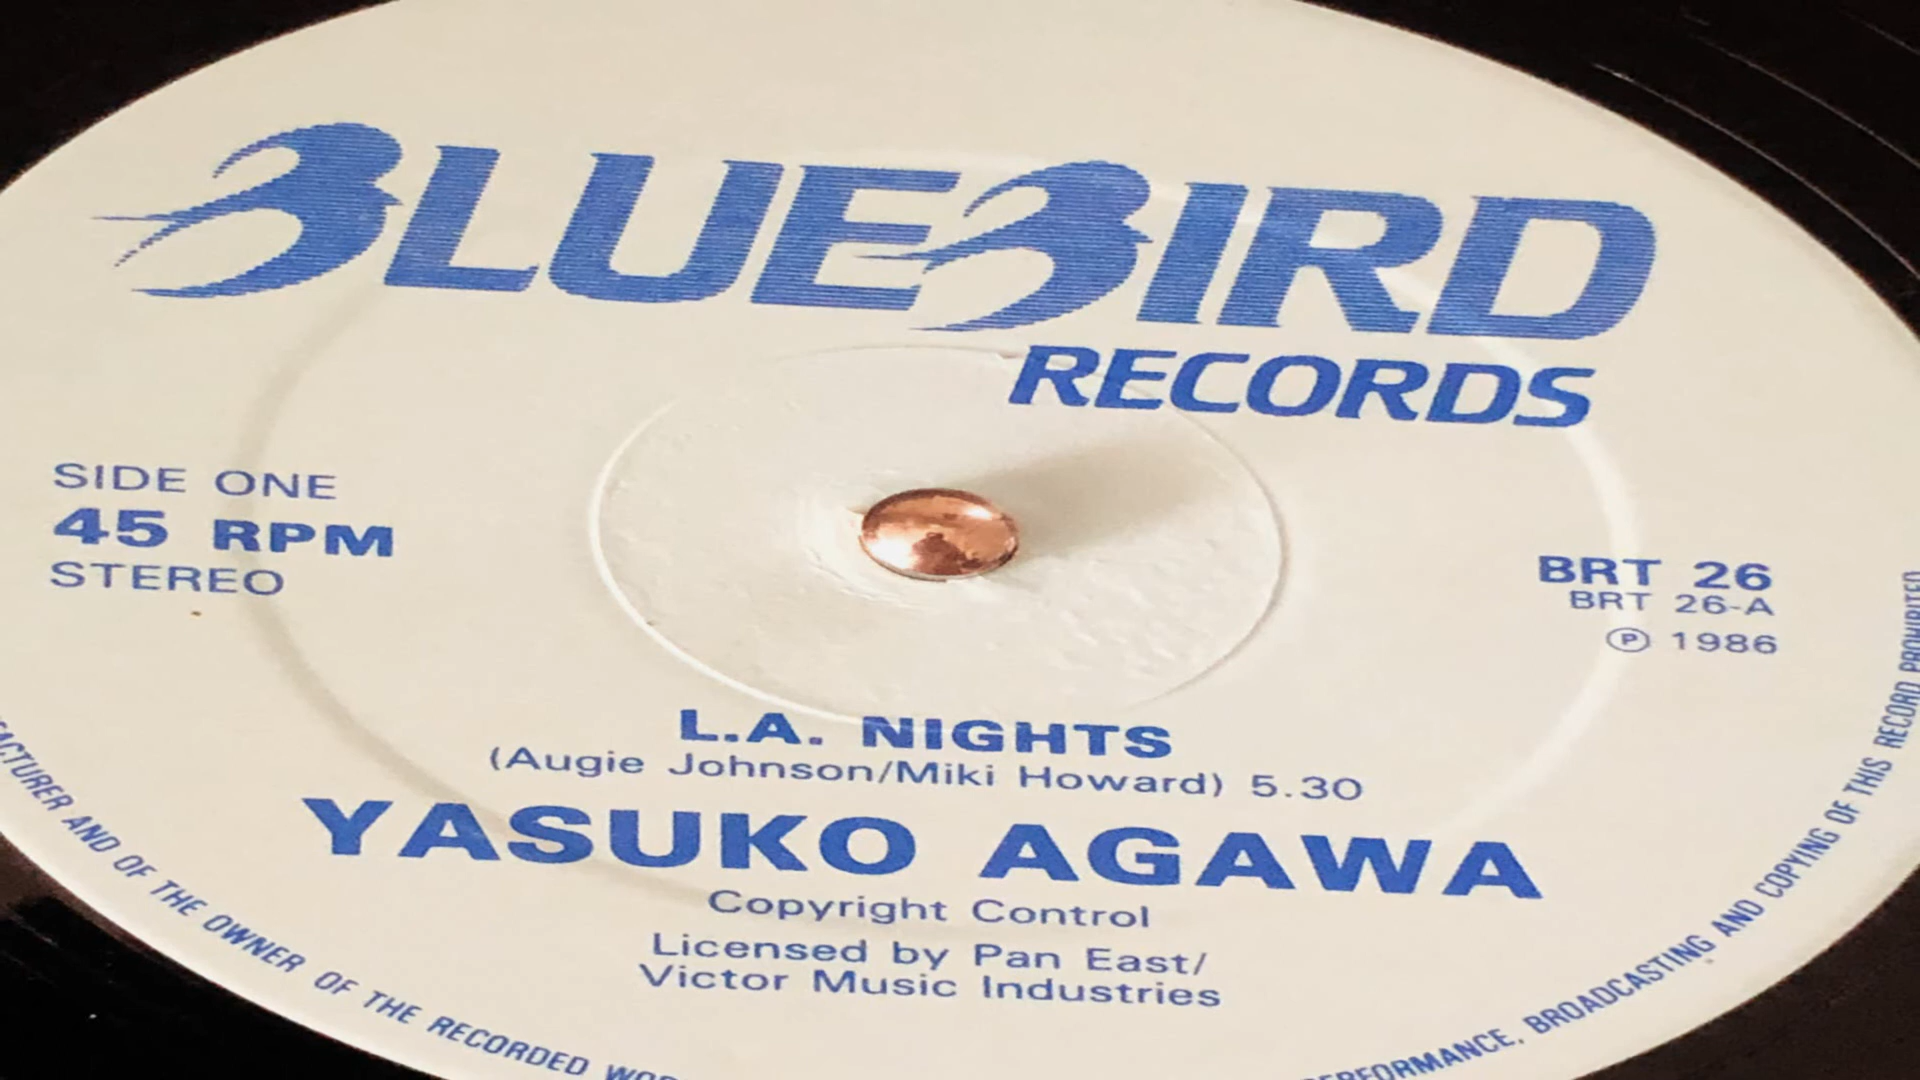 BLUEBIRD
RECORDS
SIDE ONE
45 RPM
STEREO
BRT 26
BRT 26-A
Ⓟ 1986
L.A. NIGHTS
(Augie Johnson/Miki Howard) 5.30
YASUKO AGAWA
Copyright Control
Licensed by Pan East/
Victor Music Industries
AND OF THE OWNER OF THE RECORDED
BROADCASTING AND COPYING OF THIS RECORD PROHIBITED